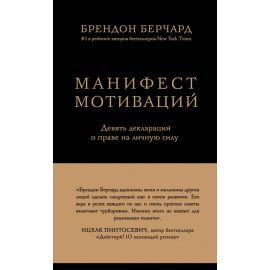 БРЕНДОН БЕРЧАРД
#1 в рейтинге авторов бестселлеров New York Times
МАНИФЕСТ
МОТИВАЦИЙ
Девять деклараций
о праве на личную силу
«Брендон Берчард вдохновил меня и миллионы других
людей сделать следующий шаг в своем развитии. Его
вера в успех каждого из нас и очень простые советы
включают турборежим. Именно этого не хватает для
реализации таланта».
ИЦХАК ПИНТОСЕВИЧ, автор бестселлера
«Действуй! 10 заповедей успеха»